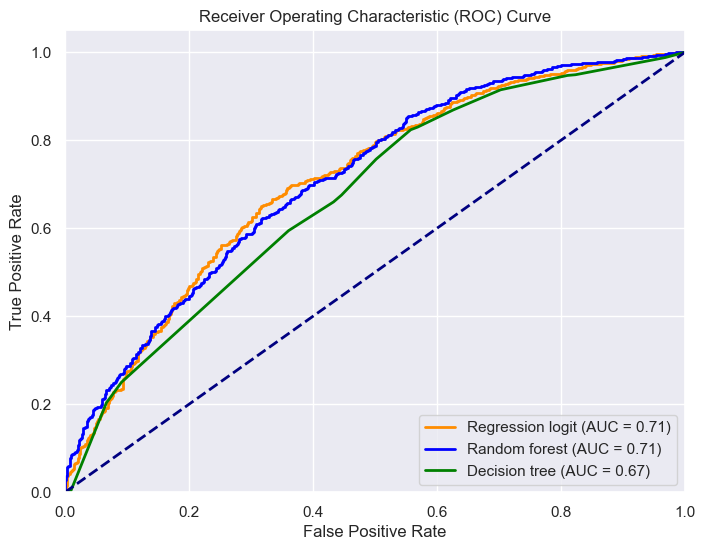 Receiver Operating Characteristic (ROC) Curve
True Positive Rate
1.0
0.8
0.6
0.4
0.2
0.0
Regression logit (AUC = 0.71)
Random forest (AUC = 0.71)
Decision tree (AUC = 0.67)
0.0 0.2 0.4 0.6 0.8 1.0
False Positive Rate